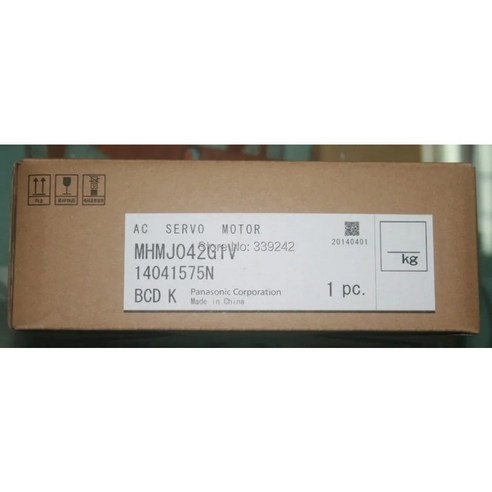 AC SERVO MOTOR
MHMJ042G1V
Store No: 339242
14041575N
BCD K
Panasonic Corporation
Made in China
20140401
1 pc.
kg